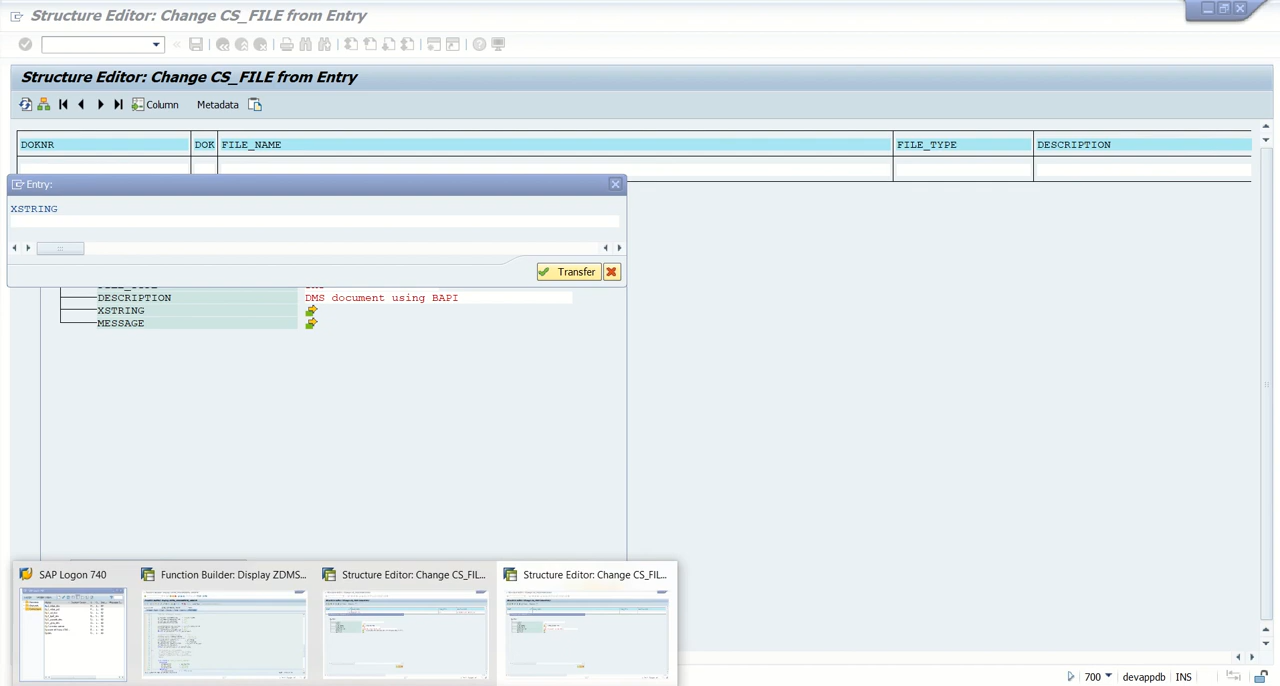 Structure Editor: Change CS_FILE from Entry
Structure Editor: Change CS_FILE from Entry
Column Metadata
DOKNR DOK FILE_NAME FILE_TYPE DESCRIPTION
Entry:
XSTRING
Transfer
DESCRIPTION DMS document using BAPI
XSTRING
MESSAGE
SAP Logon 740 Function Builder: Display ZDMS... Structure Editor: Change CS_FIL... Structure Editor: Change CS_FIL...
700 devappdb INS